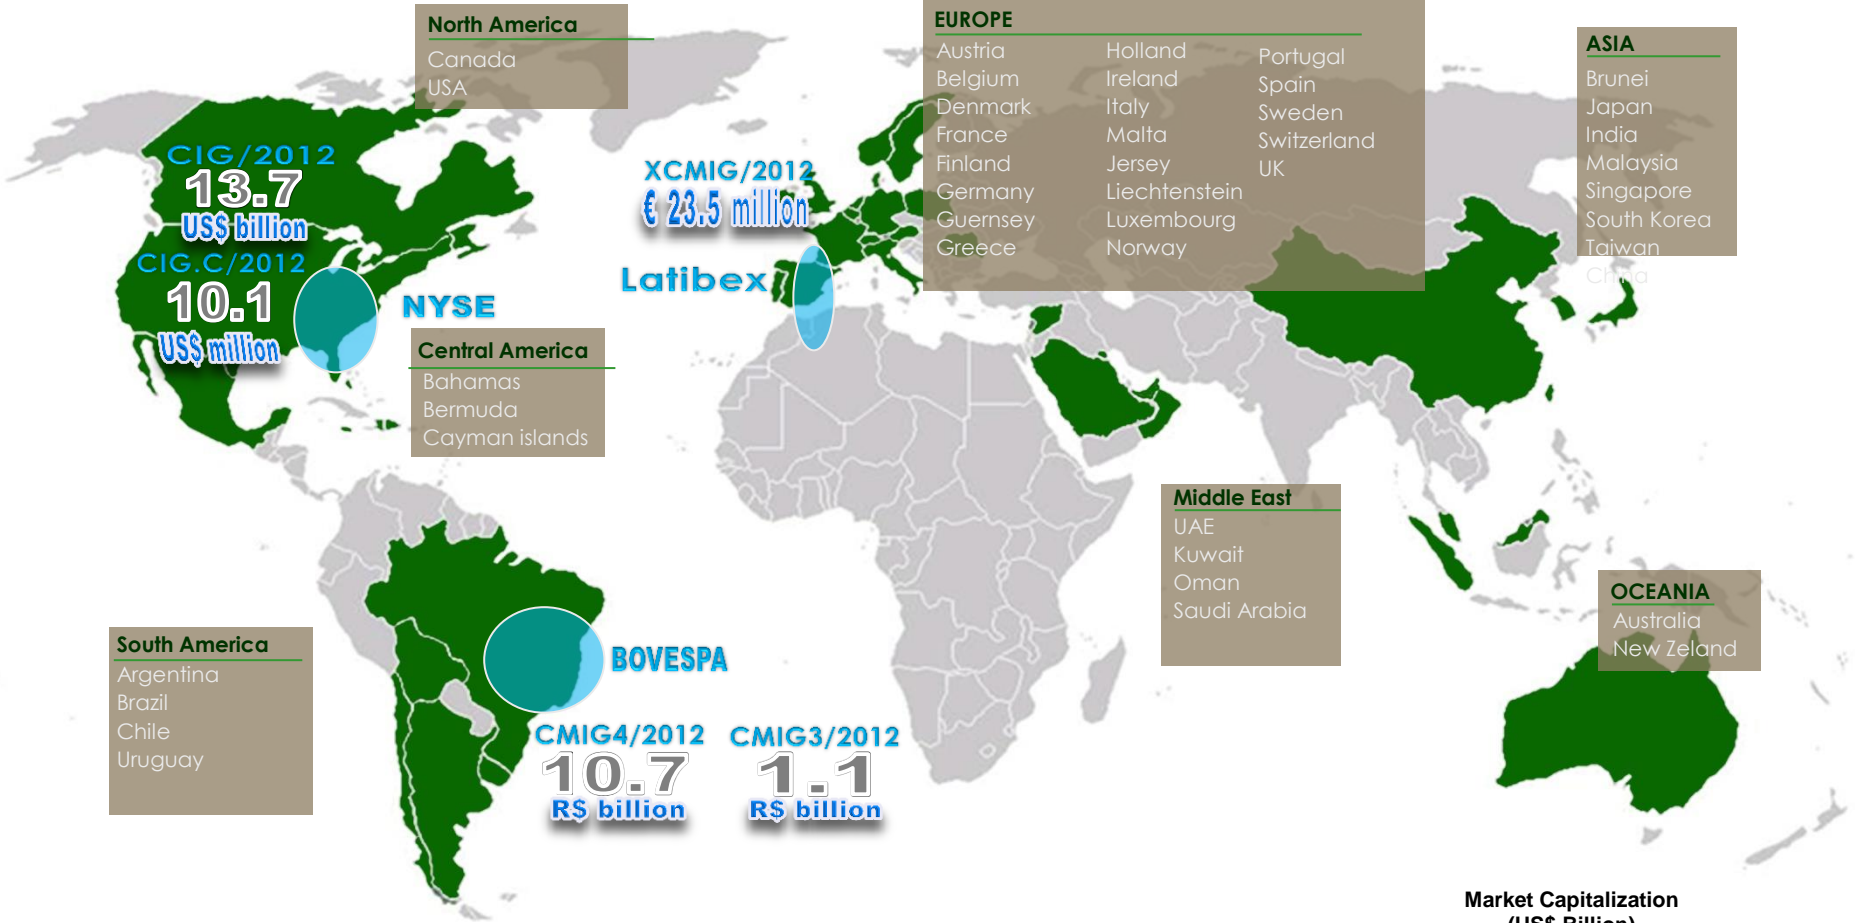 North America
Canada
USA
EUROPE
Austria
Belgium
Denmark
France
Finland
Germany
Guernsey
Greece
Holland
Ireland
Italy
Malta
Jersey
Liechtenstein
Luxembourg
Norway
Portugal
Spain
Sweden
Switzerland
UK
ASIA
Brunei
Japan
India
Malaysia
Singapore
South Korea
Taiwan
China
CIG/2012
13.7
US$ billion
CIG.C/2012
10.1
US$ million
NYSE
XCMIG/2012
€ 23.5 million
Latibex
Central America
Bahamas
Bermuda
Cayman islands
Middle East
UAE
Kuwait
Oman
Saudi Arabia
OCEANIA
Australia
New Zeland
South America
Argentina
Brazil
Chile
Uruguay
BOVESPA
CMIG4/2012
10.7
R$ billion
CMIG3/2012
1.1
R$ billion
Market Capitalization
(US$ Billion)